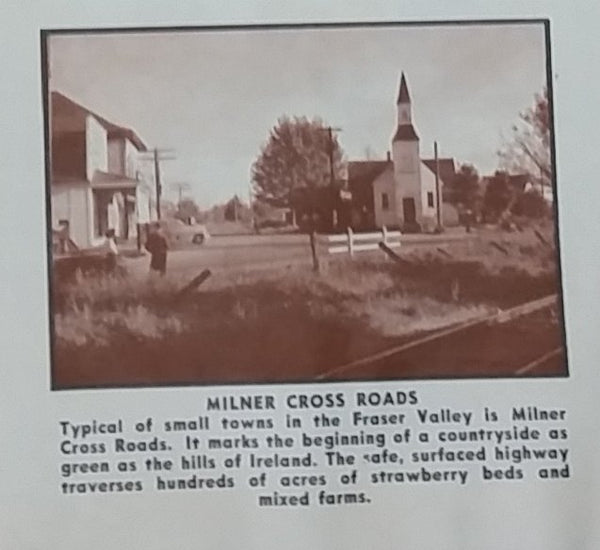 MILNER CROSS ROADS
Typical of small towns in the Fraser Valley is Milner
Cross Roads. It marks the beginning of a countryside as
green as the hills of Ireland. The safe, surfaced highway
traverses hundreds of acres of strawberry beds and
mixed farms.